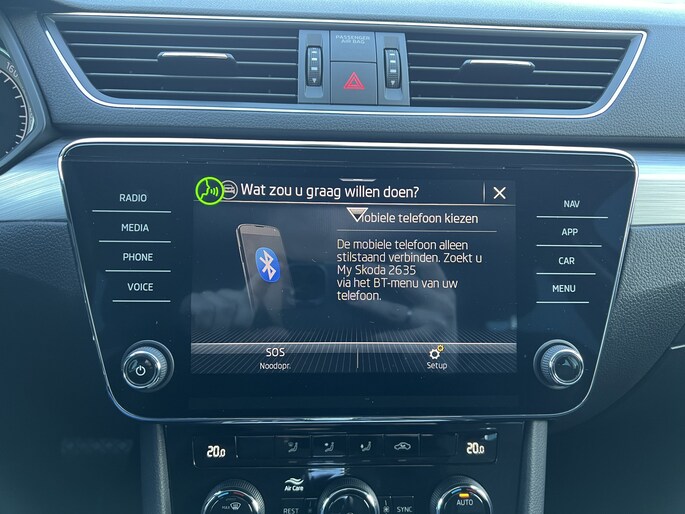 PASSENGER
AIR BAG
RADIO
MEDIA
PHONE
VOICE
Wat zou u graag willen doen?
Mobiele telefoon kiezen
De mobiele telefoon alleen
stilstaand verbinden. Zoekt u
My Skoda 2635
via het BT-menu van uw
telefoon.
SOS
Noodopr.
Setup
NAV
APP
CAR
MENU
20.0
20.0
Air Care
MAX
REST
SYNC
AUTO